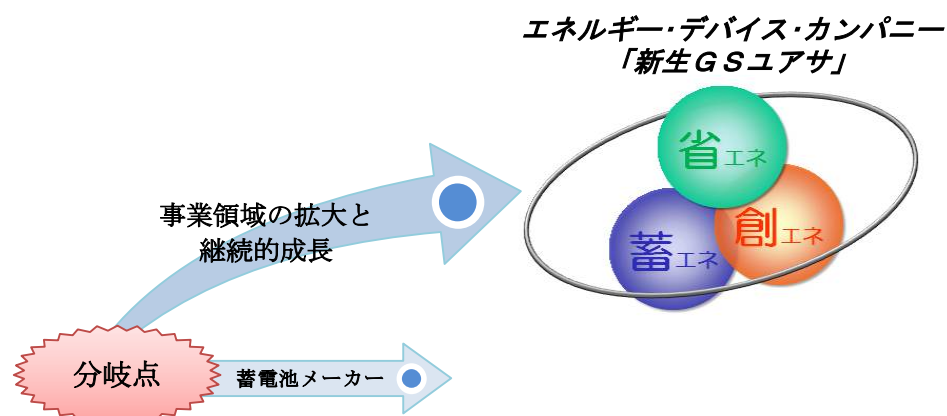 エネルギー・デバイス・カンパニー
「新生ＧＳユアサ」
省エネ
蓄エネ
創エネ
事業領域の拡大と
継続的成長
分岐点
蓄電池メーカー